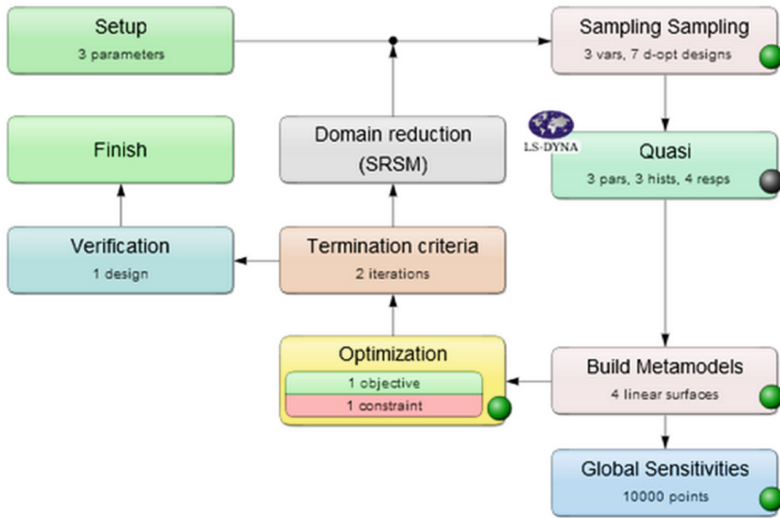 Setup
3 parameters
Sampling Sampling
3 vars, 7 d-opt designs
Finish
Domain reduction
(SRSM)
LS-DYNA
Quasi
3 pars, 3 hists, 4 resps
Verification
1 design
Termination criteria
2 iterations
Optimization
1 objective
1 constraint
Build Metamodels
4 linear surfaces
Global Sensitivities
10000 points